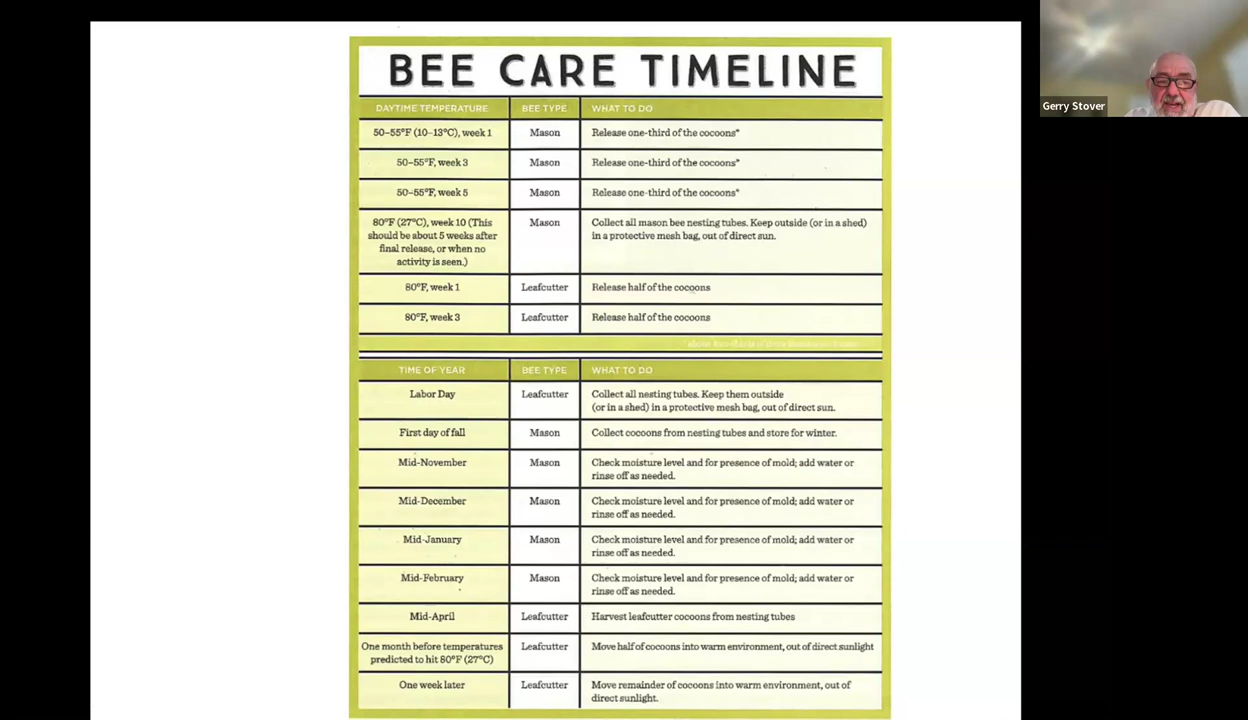 BEE CARE TIMELINE
DAYTIME TEMPERATURE BEE TYPE WHAT TO DO
50–55°F (10–13°C), week 1 Mason Release one-third of the cocoons*
50–55°F, week 3 Mason Release one-third of the cocoons*
50–55°F, week 5 Mason Release one-third of the cocoons*
80°F (27°C), week 10 (This Mason Collect all mason bee nesting tubes. Keep outside (or in a shed)
should be about 5 weeks after in a protective mesh bag, out of direct sun.
final release, or when no
activity is seen.)
80°F, week 1 Leafcutter Release half of the cocoons
80°F, week 3 Leafcutter Release half of the cocoons
TIME OF YEAR BEE TYPE WHAT TO DO
Labor Day Leafcutter Collect all nesting tubes. Keep them outside
(or in a shed) in a protective mesh bag, out of direct sun.
First day of fall Mason Collect cocoons from nesting tubes and store for winter.
Mid-November Mason Check moisture level and for presence of mold; add water or
rinse off as needed.
Mid-December Mason Check moisture level and for presence of mold; add water or
rinse off as needed.
Mid-January Mason Check moisture level and for presence of mold; add water or
rinse off as needed.
Mid-February Mason Check moisture level and for presence of mold; add water or
rinse off as needed.
Mid-April Leafcutter Harvest leafcutter cocoons from nesting tubes
One month before temperatures Leafcutter Move half of cocoons into warm environment, out of direct sunlight
predicted to hit 80°F (27°C)
One week later Leafcutter Move remainder of cocoons into warm environment, out of
direct sunlight.
Gerry Stover